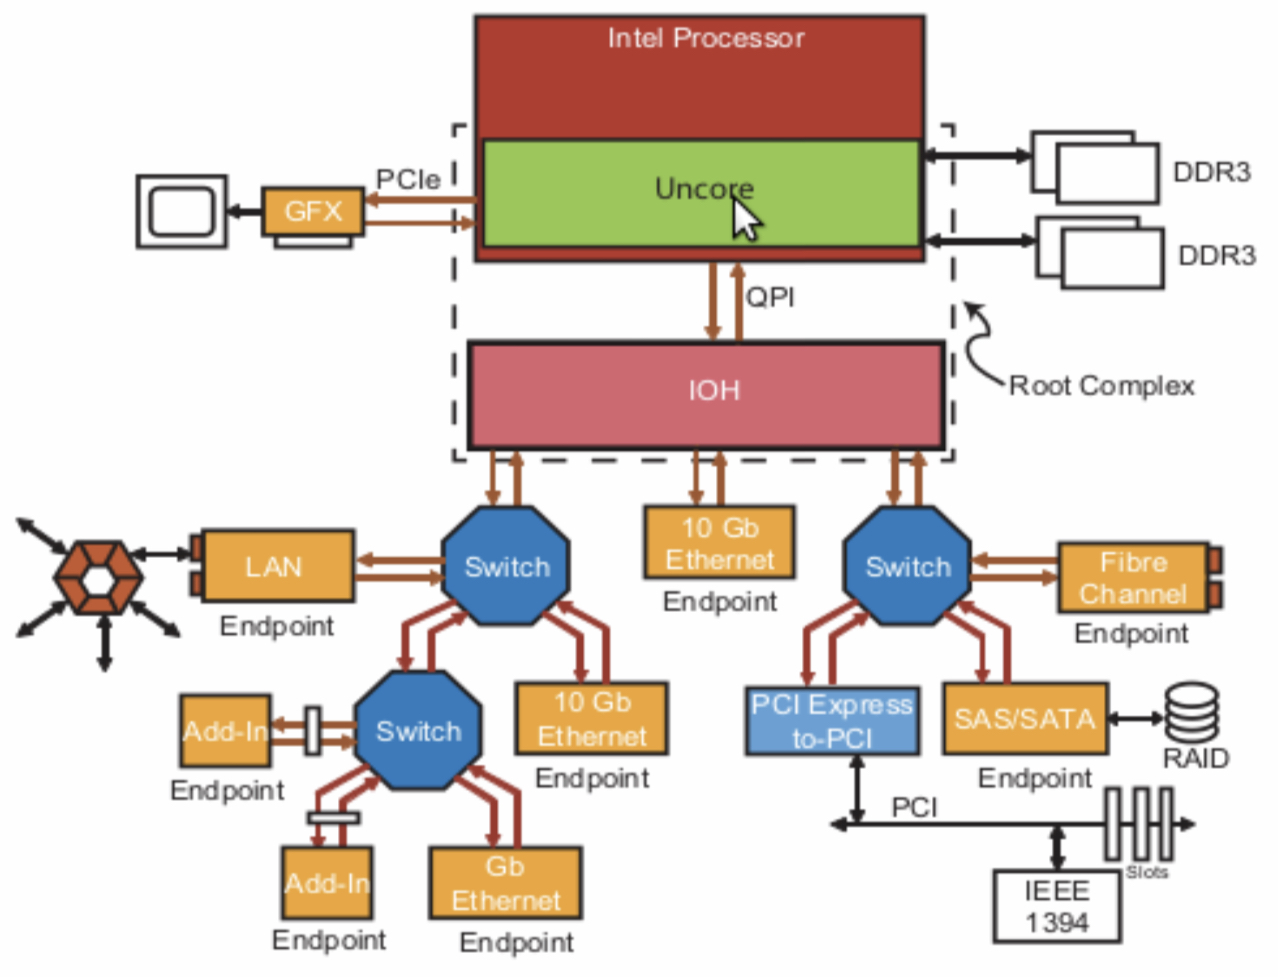 Intel Processor
Uncore
PCIe
GFX
DDR3
DDR3
QPI
IOH
Root Complex
10 Gb
Ethernet
Endpoint
LAN
Endpoint
Switch
Switch
Fibre
Channel
Endpoint
Add-In
Endpoint
Switch
10 Gb
Ethernet
Endpoint
PCI Express
to-PCI
SAS/SATA
Endpoint
RAID
PCI
Slots
Add-In
Endpoint
Gb
Ethernet
Endpoint
IEEE
1394